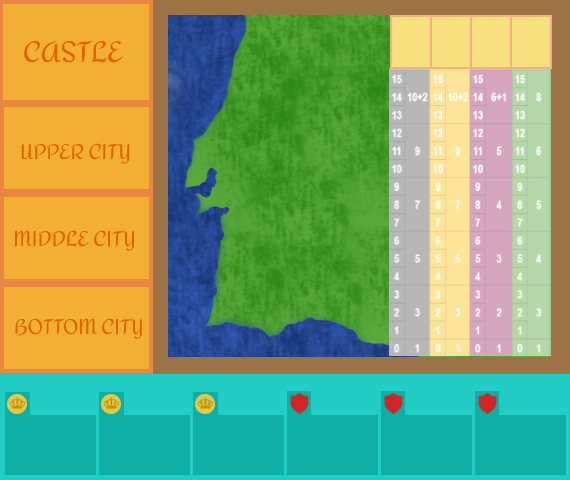 CASTLE
UPPER CITY
MIDDLE CITY
BOTTOM CITY
15 15 15 15
14 10+2 14 10+2 14 6+1 14 8
13 13 13 13
12 12 12 12
11 9 11 9 11 5 11 6
10 10 10 10
9 9 9 9
8 7 8 7 8 4 8 5
7 7 7 7
6 6 6 6
5 5 5 5 5 3 5 4
4 4 4 4
3 3 3 3
2 3 2 3 2 2 2 3
1 1 1 1
0 1 0 1 0 1 0 1